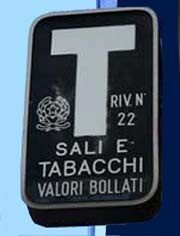 T
RIV. N°
22
SALI E
TABACCHI
VALORI BOLLATI